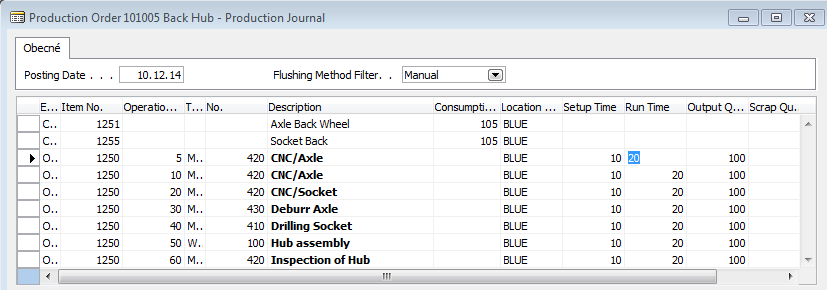 Production Order 101005 Back Hub - Production Journal
Obecné
Posting Date . . . 10.12.14 Flushing Method Filter. . Manual
E.. Item No. Operatio... T.. No. Description Consumpti... Location ... Setup Time Run Time Output Q... Scrap Qu...
C.. 1251 Axle Back Wheel 105 BLUE
C.. 1255 Socket Back 105 BLUE
O.. 1250 5 M.. 420 CNC/Axle BLUE 10 20 100
O.. 1250 10 M.. 420 CNC/Axle BLUE 10 20 100
O.. 1250 20 M.. 420 CNC/Socket BLUE 10 20 100
O.. 1250 30 M.. 430 Deburr Axle BLUE 10 20 100
O.. 1250 40 M.. 410 Drilling Socket BLUE 10 20 100
O.. 1250 50 W.. 100 Hub assembly BLUE 10 20 100
O.. 1250 60 M.. 420 Inspection of Hub BLUE 10 20 100